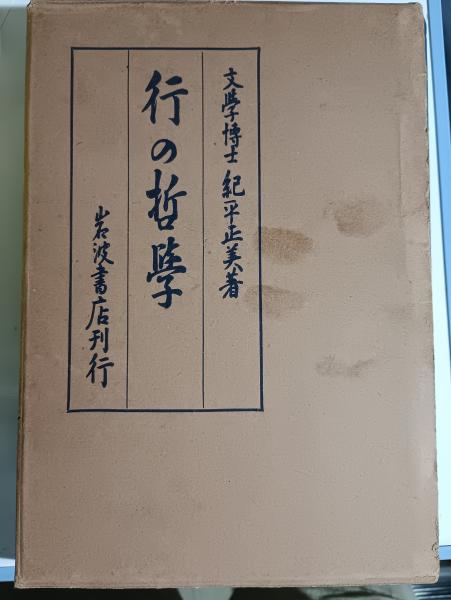 文學博士 紀平正美著
行の哲學
岩波書店刊行